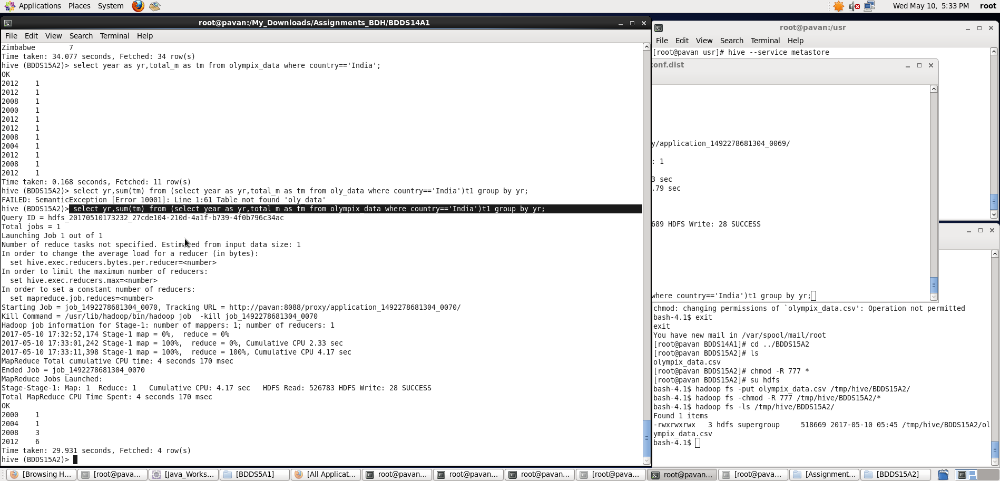 Applications Places System
Wed May 10, 5:33 PM root
root@pavan:/My_Downloads/Assignments_BDH/BDDS14A1
File Edit View Search Terminal Help
Zimbabwe        7
Time taken: 34.077 seconds, Fetched: 34 row(s)
hive (BDDS15A2)> select year as yr,total_m as tm from olympix_data where country=='India';
OK
2012    1
2012    1
2008    1
2000    1
2012    1
2012    1
2008    1
2004    1
2012    1
2008    1
2012    1
Time taken: 0.168 seconds, Fetched: 11 row(s)
hive (BDDS15A2)> select yr,sum(tm) from (select year as yr,total_m as tm from oly_data where country=='India')t1 group by yr;
FAILED: SemanticException [Error 10001]: Line 1:61 Table not found 'oly_data'
hive (BDDS15A2)> select yr,sum(tm) from (select year as yr,total_m as tm from olympix_data where country=='India')t1 group by yr;
Query ID = hdfs_20170510173232_27cde104-210d-4a1f-b739-4f0b796c34ac
Total jobs = 1
Launching Job 1 out of 1
Number of reduce tasks not specified. Estimated from input data size: 1
In order to change the average load for a reducer (in bytes):
  set hive.exec.reducers.bytes.per.reducer=<number>
In order to limit the maximum number of reducers:
  set hive.exec.reducers.max=<number>
In order to set a constant number of reducers:
  set mapreduce.job.reduces=<number>
Starting Job = job_1492278681304_0070, Tracking URL = http://pavan:8088/proxy/application_1492278681304_0070/
Kill Command = /usr/lib/hadoop/bin/hadoop job  -kill job_1492278681304_0070
Hadoop job information for Stage-1: number of mappers: 1; number of reducers: 1
2017-05-10 17:32:52,174 Stage-1 map = 0%,  reduce = 0%
2017-05-10 17:33:01,242 Stage-1 map = 100%,  reduce = 0%, Cumulative CPU 2.33 sec
2017-05-10 17:33:11,398 Stage-1 map = 100%,  reduce = 100%, Cumulative CPU 4.17 sec
MapReduce Total cumulative CPU time: 4 seconds 170 msec
Ended Job = job_1492278681304_0070
MapReduce Jobs Launched:
Stage-Stage-1: Map: 1  Reduce: 1   Cumulative CPU: 4.17 sec   HDFS Read: 526783 HDFS Write: 28 SUCCESS
Total MapReduce CPU Time Spent: 4 seconds 170 msec
OK
2000    1
2004    1
2008    3
2012    6
Time taken: 29.931 seconds, Fetched: 4 row(s)
hive (BDDS15A2)>
root@pavan:/usr
File Edit View Search Terminal Help
[root@pavan usr]# hive --service metastore
conf.dist
y/application_1492278681304_0069/
: 1
3 sec
.79 sec
689 HDFS Write: 28 SUCCESS
where country=='India')t1 group by yr;
chmod: changing permissions of `olympix_data.csv': Operation not permitted
bash-4.1$ exit
exit
You have new mail in /var/spool/mail/root
[root@pavan BDDS14A1]# cd ../BDDS15A2
[root@pavan BDDS15A2]# ls
olympix_data.csv
[root@pavan BDDS15A2]# chmod -R 777 *
[root@pavan BDDS15A2]# su hdfs
bash-4.1$ hadoop fs -put olympix_data.csv /tmp/hive/BDDS15A2/
bash-4.1$ hadoop fs -chmod -R 777 /tmp/hive/BDDS15A2/*
bash-4.1$ hadoop fs -ls /tmp/hive/BDDS15A2/
Found 1 items
-rwxrwxrwx   3 hdfs supergroup     518669 2017-05-10 05:45 /tmp/hive/BDDS15A2/ol
ympix_data.csv
bash-4.1$
[Browsing H... [root@pava... [Java_Works... [BDDS5A1] [All Applicat... root@pavan:... root@pavan:... root@pavan:... [root@pava... root@pavan:... [root@pava... [Assignment... [BDDS15A2]